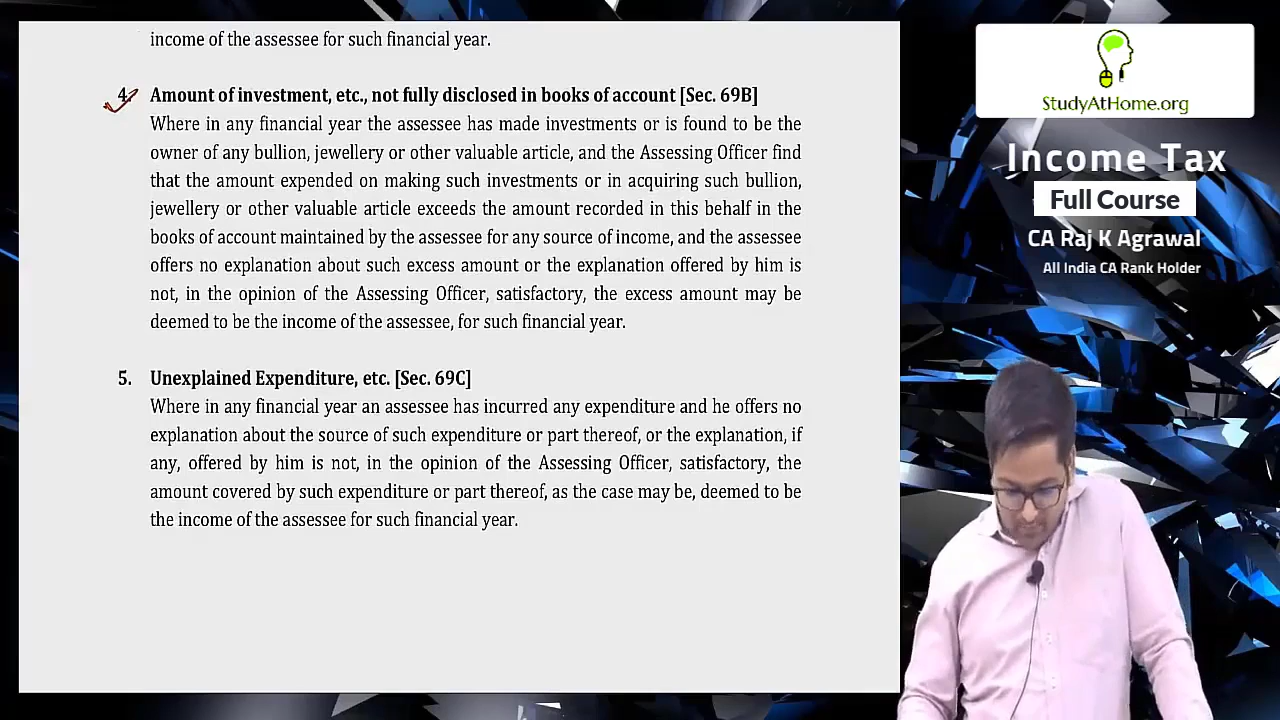 income of the assessee for such financial year.
4. Amount of investment, etc., not fully disclosed in books of account [Sec. 69B]
Where in any financial year the assessee has made investments or is found to be the
owner of any bullion, jewellery or other valuable article, and the Assessing Officer find
that the amount expended on making such investments or in acquiring such bullion,
jewellery or other valuable article exceeds the amount recorded in this behalf in the
books of account maintained by the assessee for any source of income, and the assessee
offers no explanation about such excess amount or the explanation offered by him is
not, in the opinion of the Assessing Officer, satisfactory, the excess amount may be
deemed to be the income of the assessee, for such financial year.
5. Unexplained Expenditure, etc. [Sec. 69C]
Where in any financial year an assessee has incurred any expenditure and he offers no
explanation about the source of such expenditure or part thereof, or the explanation, if
any, offered by him is not, in the opinion of the Assessing Officer, satisfactory, the
amount covered by such expenditure or part thereof, as the case may be, deemed to be
the income of the assessee for such financial year.
StudyAtHome.org
Income Tax
Full Course
CA Raj K Agrawal
All India CA Rank Holder